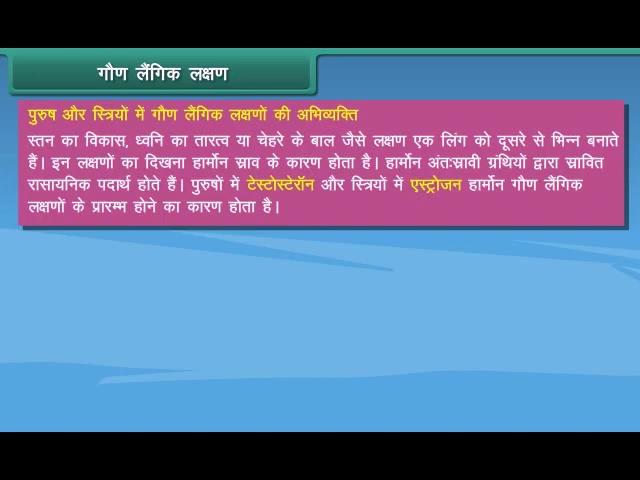 गौण लैंगिक लक्षण
पुरुष और स्त्रियों में गौण लैंगिक लक्षणों की अभिव्यक्ति
स्तन का विकास, ध्वनि का तारत्व या चेहरे के बाल जैसे लक्षण एक लिंग को दूसरे से भिन्न बनाते
हैं। इन लक्षणों का दिखना हार्मोन स्राव के कारण होता है। हार्मोन अंतःस्रावी ग्रंथियों द्वारा स्रावित
रासायनिक पदार्थ होते हैं। पुरुषों में टेस्टोस्टेरॉन और स्त्रियों में एस्ट्रोजन हार्मोन गौण लैंगिक
लक्षणों के प्रारम्भ होने का कारण होता है।